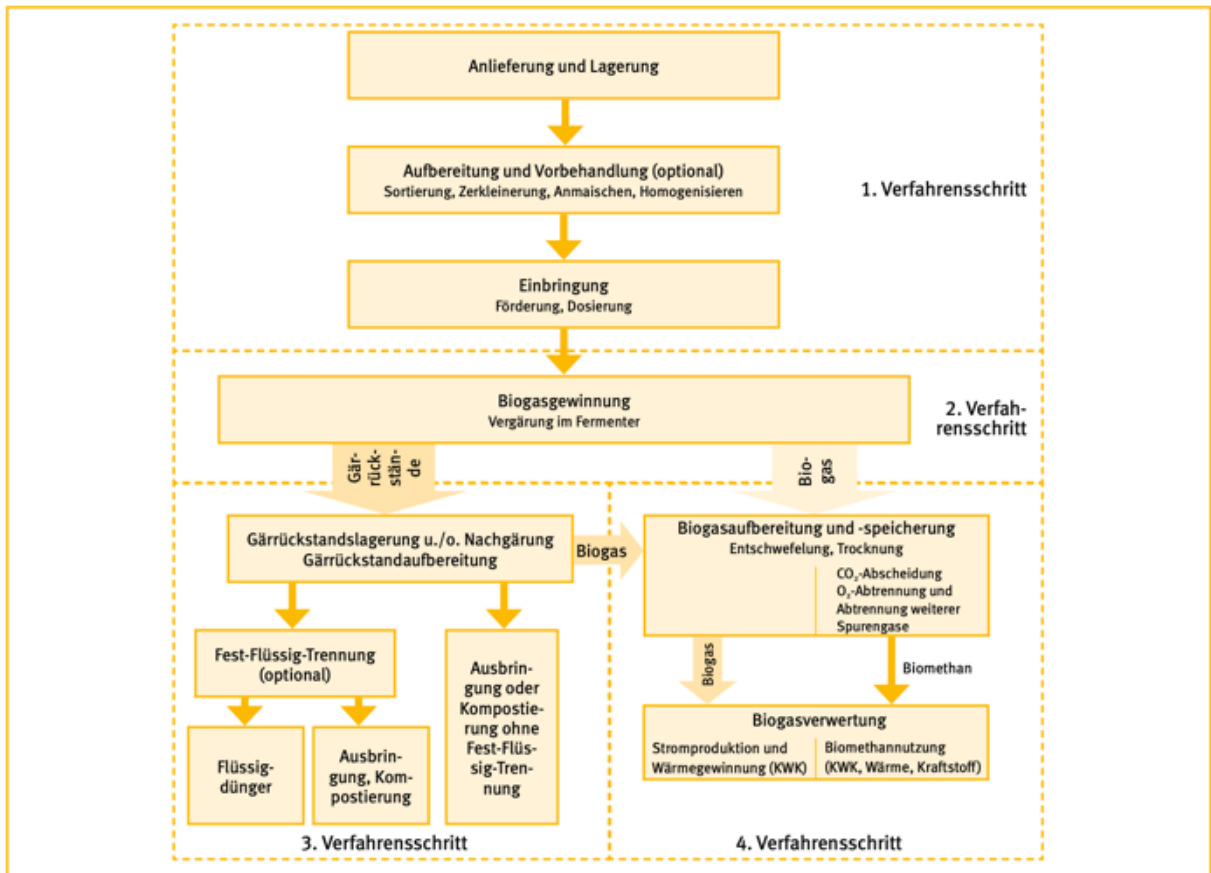 Anlieferung und Lagerung
Aufbereitung und Vorbehandlung (optional)
Sortierung, Zerkleinerung, Anmaischen, Homogenisieren
1. Verfahrensschritt
Einbringung
Förderung, Dosierung
Biogasgewinnung
Vergärung im Fermenter
2. Verfah-
rensschritt
Gär-
rück-
stän-
de
Bio-
gas
Gärrückstandslagerung u./o. Nachgärung
Gärrückstandaufbereitung
Biogas
Biogasaufbereitung und -speicherung
Entschwefelung, Trocknung
CO₂-Abscheidung
O₂-Abtrennung und
Abtrennung weiterer
Spurengase
Fest-Flüssig-Trennung
(optional)
Ausbrin-
gung oder
Kompostie-
rung ohne
Fest-Flüs-
sig-Tren-
nung
Flüssig-
dünger
Ausbrin-
gung, Kom-
postierung
Biogas
Biomethan
Biogasverwertung
Stromproduktion und
Wärmegewinnung (KWK)
Biomethannutzung
(KWK, Wärme, Kraftstoff)
3. Verfahrensschritt
4. Verfahrensschritt